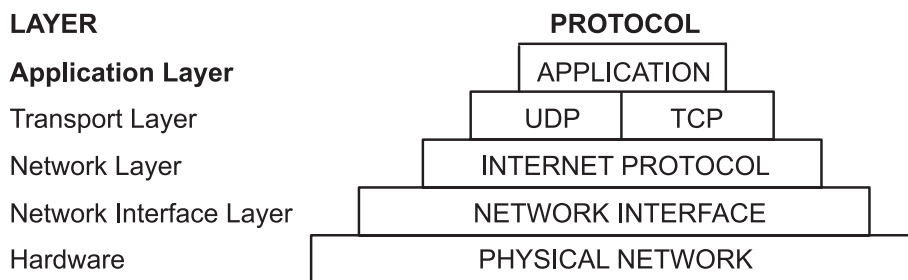 LAYER PROTOCOL
Application Layer APPLICATION
Transport Layer UDP TCP
Network Layer INTERNET PROTOCOL
Network Interface Layer NETWORK INTERFACE
Hardware PHYSICAL NETWORK